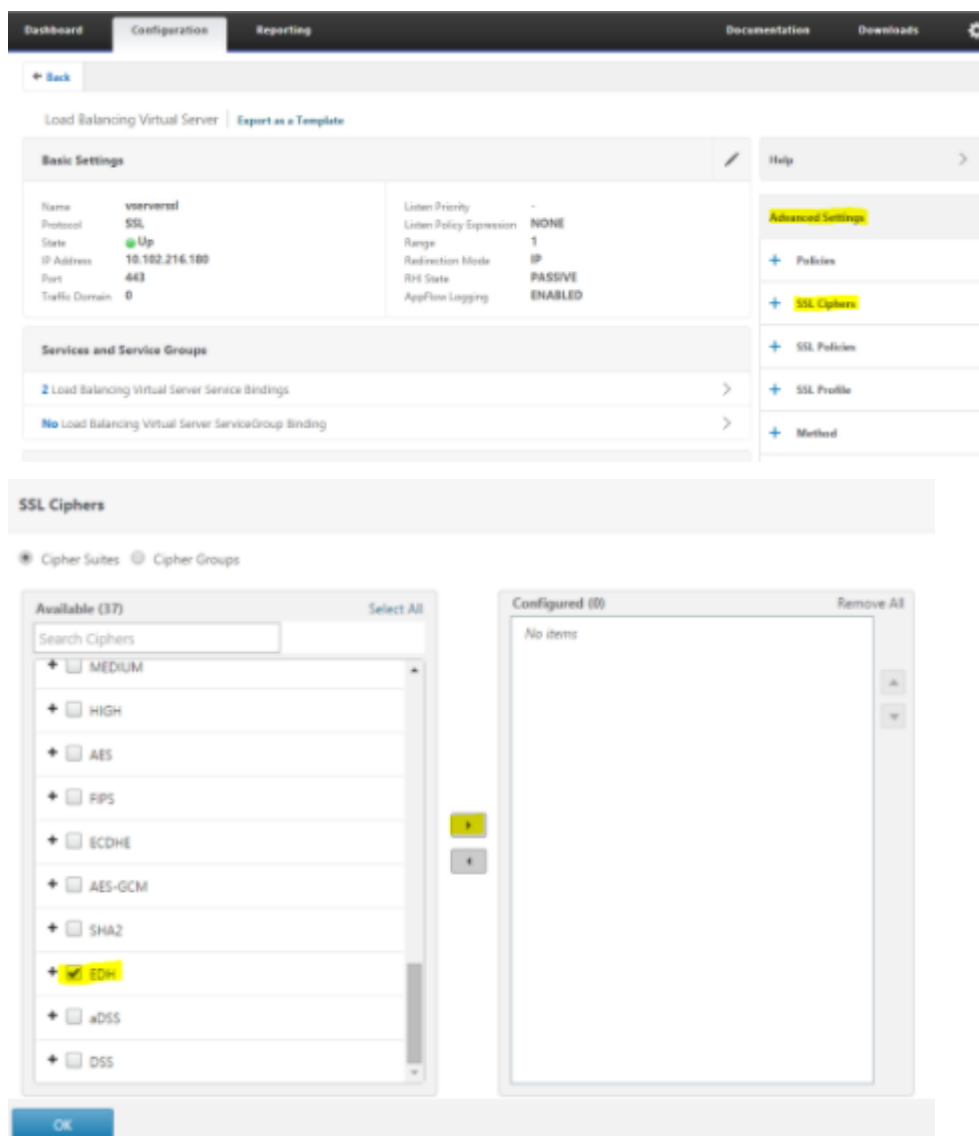 Dashboard Configuration Reporting Documentation Downloads
← Back
Load Balancing Virtual Server | Export as a Template
Basic Settings
Name vserverssl
Protocol SSL
State Up
IP Address 10.102.216.180
Port 443
Traffic Domain 0
Listen Priority -
Listen Policy Expression NONE
Range 1
Redirection Mode IP
RHI State PASSIVE
AppFlow Logging ENABLED
Services and Service Groups
2 Load Balancing Virtual Server Service Bindings
No Load Balancing Virtual Server ServiceGroup Binding
Help
Advanced Settings
+ Policies
+ SSL Ciphers
+ SSL Policies
+ SSL Profile
+ Method
SSL Ciphers
Cipher Suites Cipher Groups
Available (37) Select All
Search Ciphers
+ MEDIUM
+ HIGH
+ AES
+ FIPS
+ ECDHE
+ AES-GCM
+ SHA2
+ EDH
+ aDSS
+ DSS
Configured (0) Remove All
No items
OK